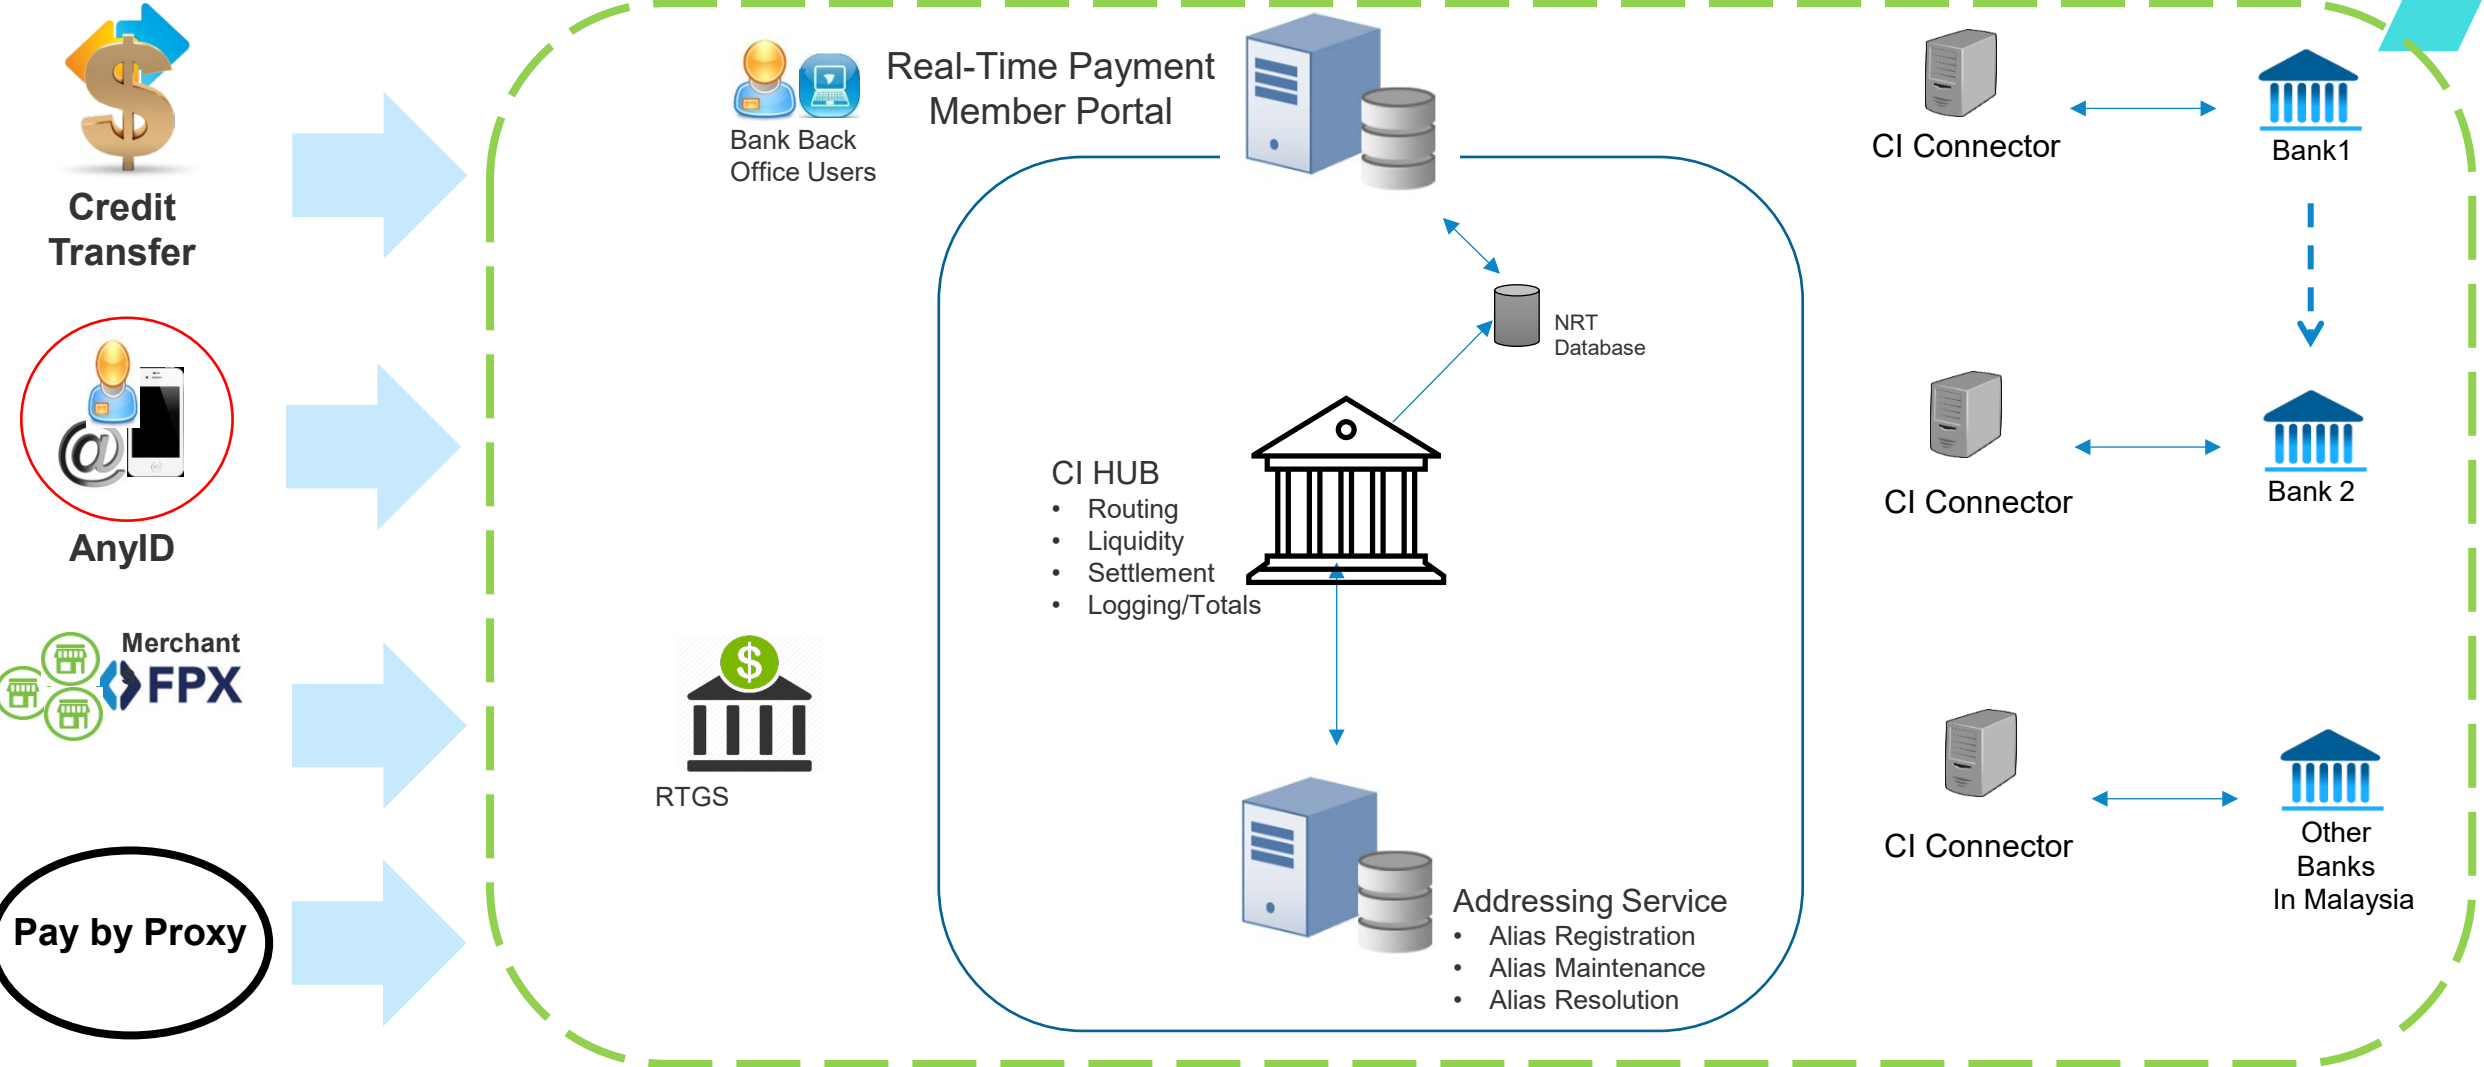 Credit
Transfer
AnyID
Merchant
FPX
Pay by Proxy
Bank Back
Office Users
Real-Time Payment
Member Portal
NRT
Database
CI HUB
• Routing
• Liquidity
• Settlement
• Logging/Totals
RTGS
Addressing Service
• Alias Registration
• Alias Maintenance
• Alias Resolution
CI Connector
Bank1
CI Connector
Bank 2
CI Connector
Other
Banks
In Malaysia